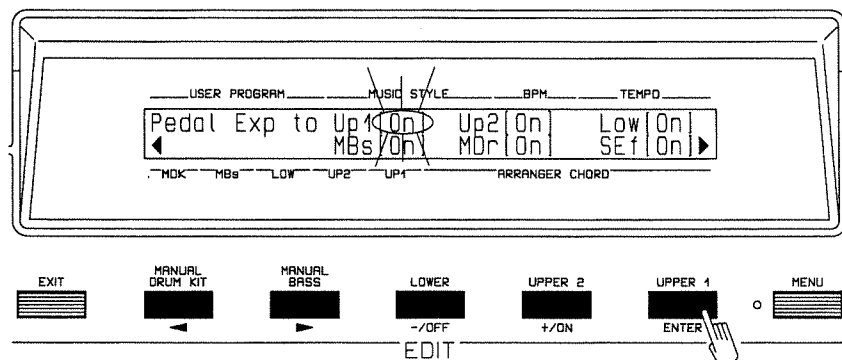 USER PROGRAM MUSIC STYLE BPM TEMPO
Pedal Exp to Up1[On] Up2[On] Low[On]
◀ MBs[On] MDr[On] SEf[On]▶
MDK MBs LOW UP2 UP1 ARRANGER CHORD
EXIT MANUAL DRUM KIT MANUAL BASS LOWER UPPER 2 UPPER 1 MENU
◀ ▶ -/OFF +/ON ENTER
EDIT